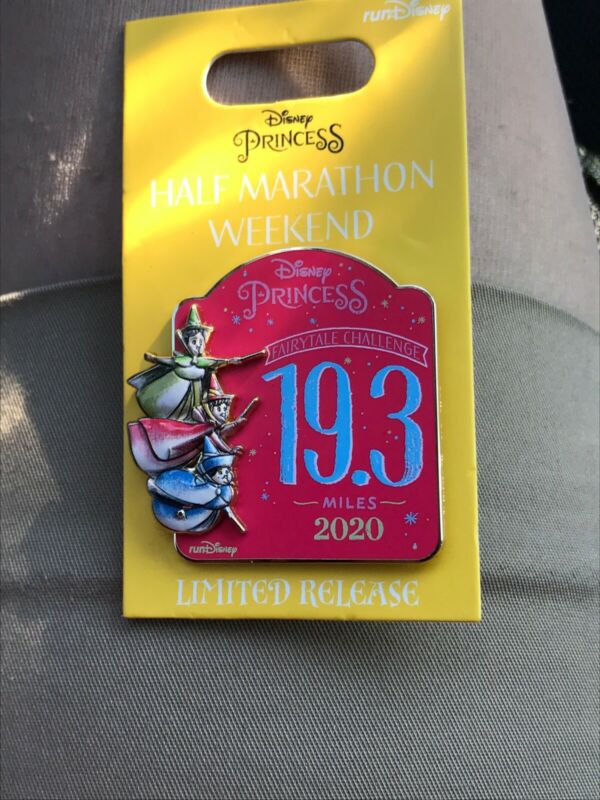 runDisney
Disney
PRINCESS
HALF MARATHON
WEEKEND
Disney
PRINCESS
FAIRYTALE CHALLENGE
19.3
MILES
2020
runDisney
LIMITED RELEASE